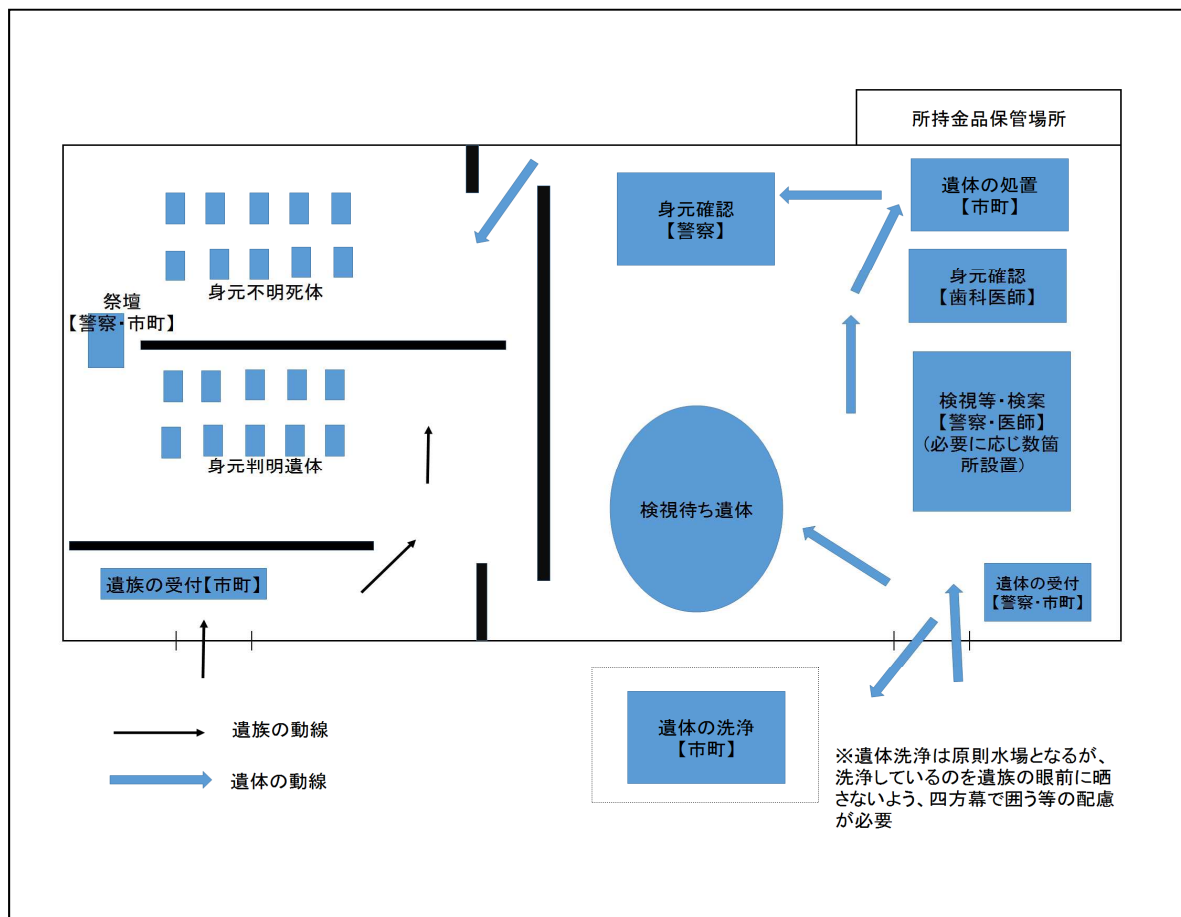 所持金品保管場所
遺体の処置
【市町】
身元確認
【警察】
身元確認
【歯科医師】
身元不明死体
祭壇
【警察・市町】
検視等・検案
【警察・医師】
（必要に応じ数箇
所設置）
身元判明遺体
検視待ち遺体
遺族の受付【市町】
遺体の受付
【警察・市町】
遺体の洗浄
【市町】
遺族の動線
遺体の動線
※遺体洗浄は原則水場となるが、
洗浄しているのを遺族の眼前に晒
さないよう、四方幕で囲う等の配慮
が必要